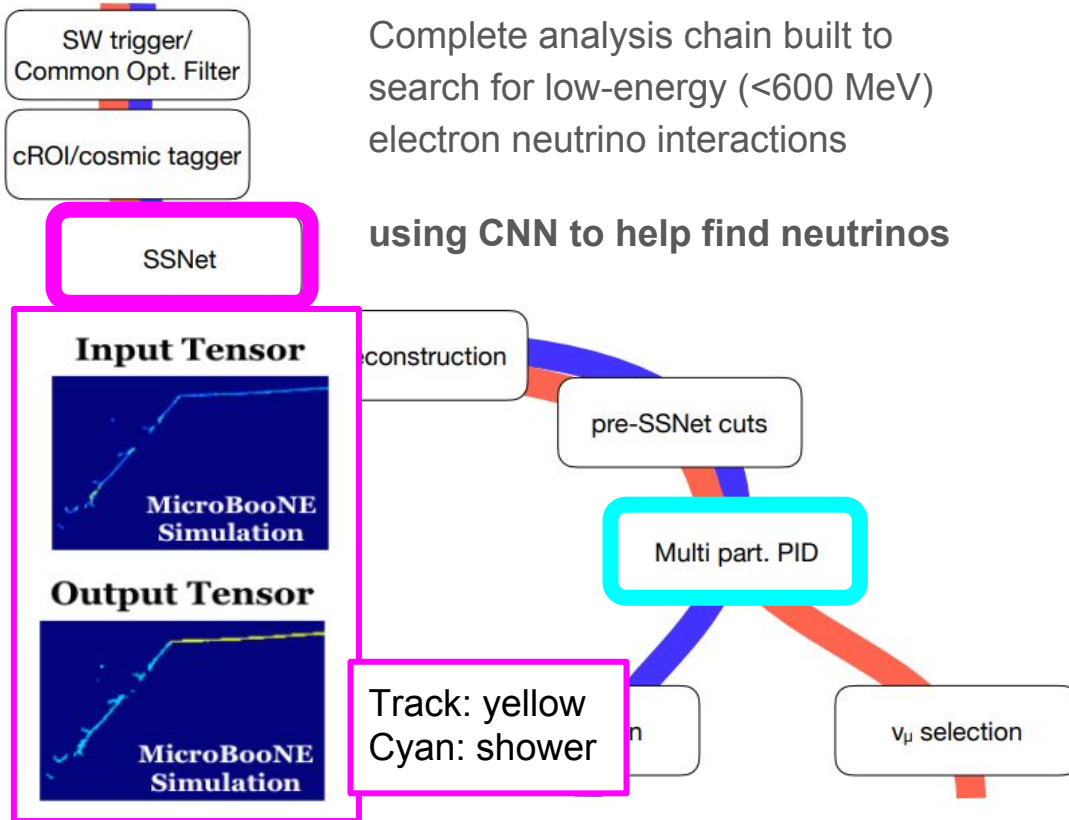 SW trigger/
Common Opt. Filter
cROI/cosmic tagger
SSNet
Complete analysis chain built to
search for low-energy (<600 MeV)
electron neutrino interactions
using CNN to help find neutrinos
Input Tensor
MicroBooNE
Simulation
Output Tensor
MicroBooNE
Simulation
econstruction
pre-SSNet cuts
Multi part. PID
Track: yellow
Cyan: shower
n
νμ selection